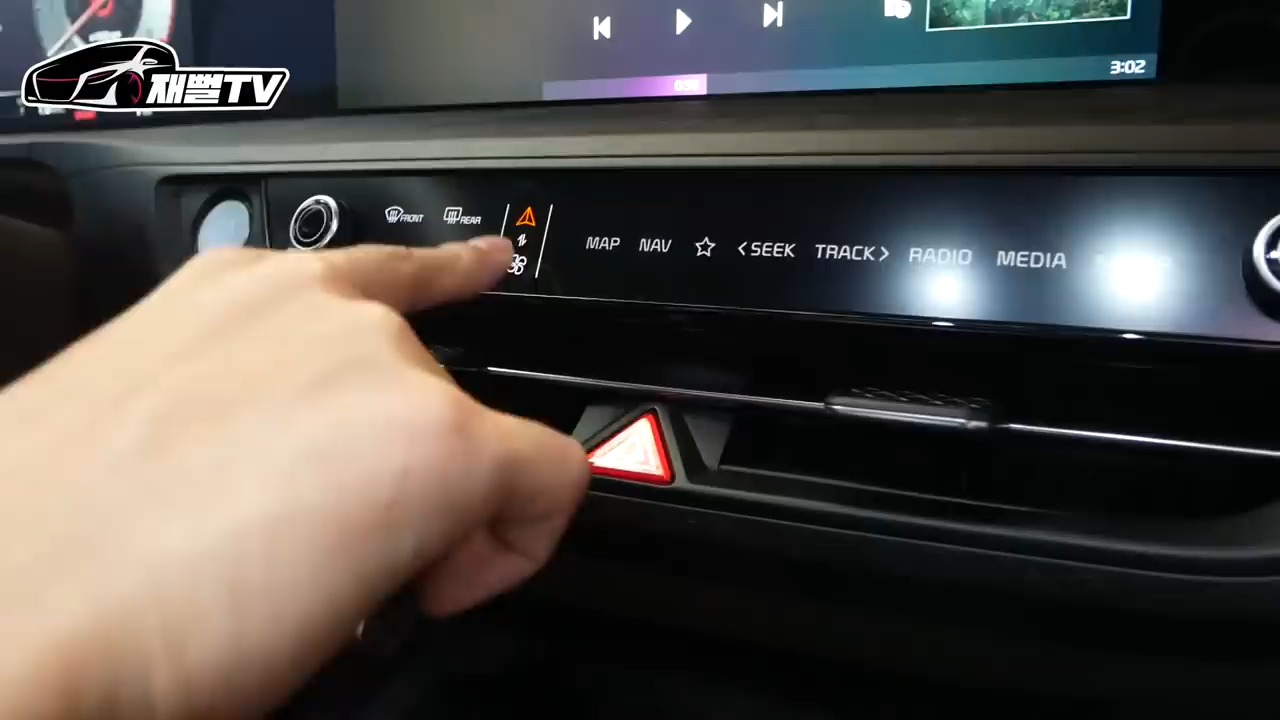 재뻘TV
3:02
FRONT
REAR
MAP
NAV
< SEEK
TRACK >
RADIO
MEDIA